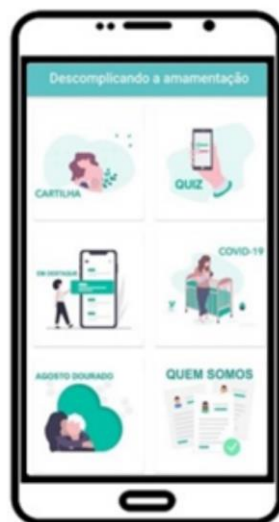 Descomplicando a amamentação
CARTILHA
QUIZ
EM DESTAQUE
COVID-19
AGOSTO DOURADO
QUEM SOMOS